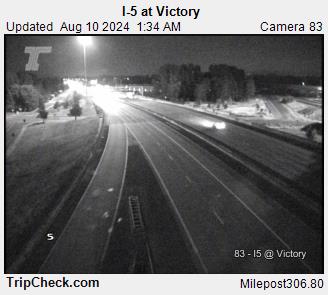 I-5 at Victory
Updated Aug 10 2024 1:34 AM Camera 83
T
S
83 - I5 @ Victory
TripCheck.com Milepost306.80